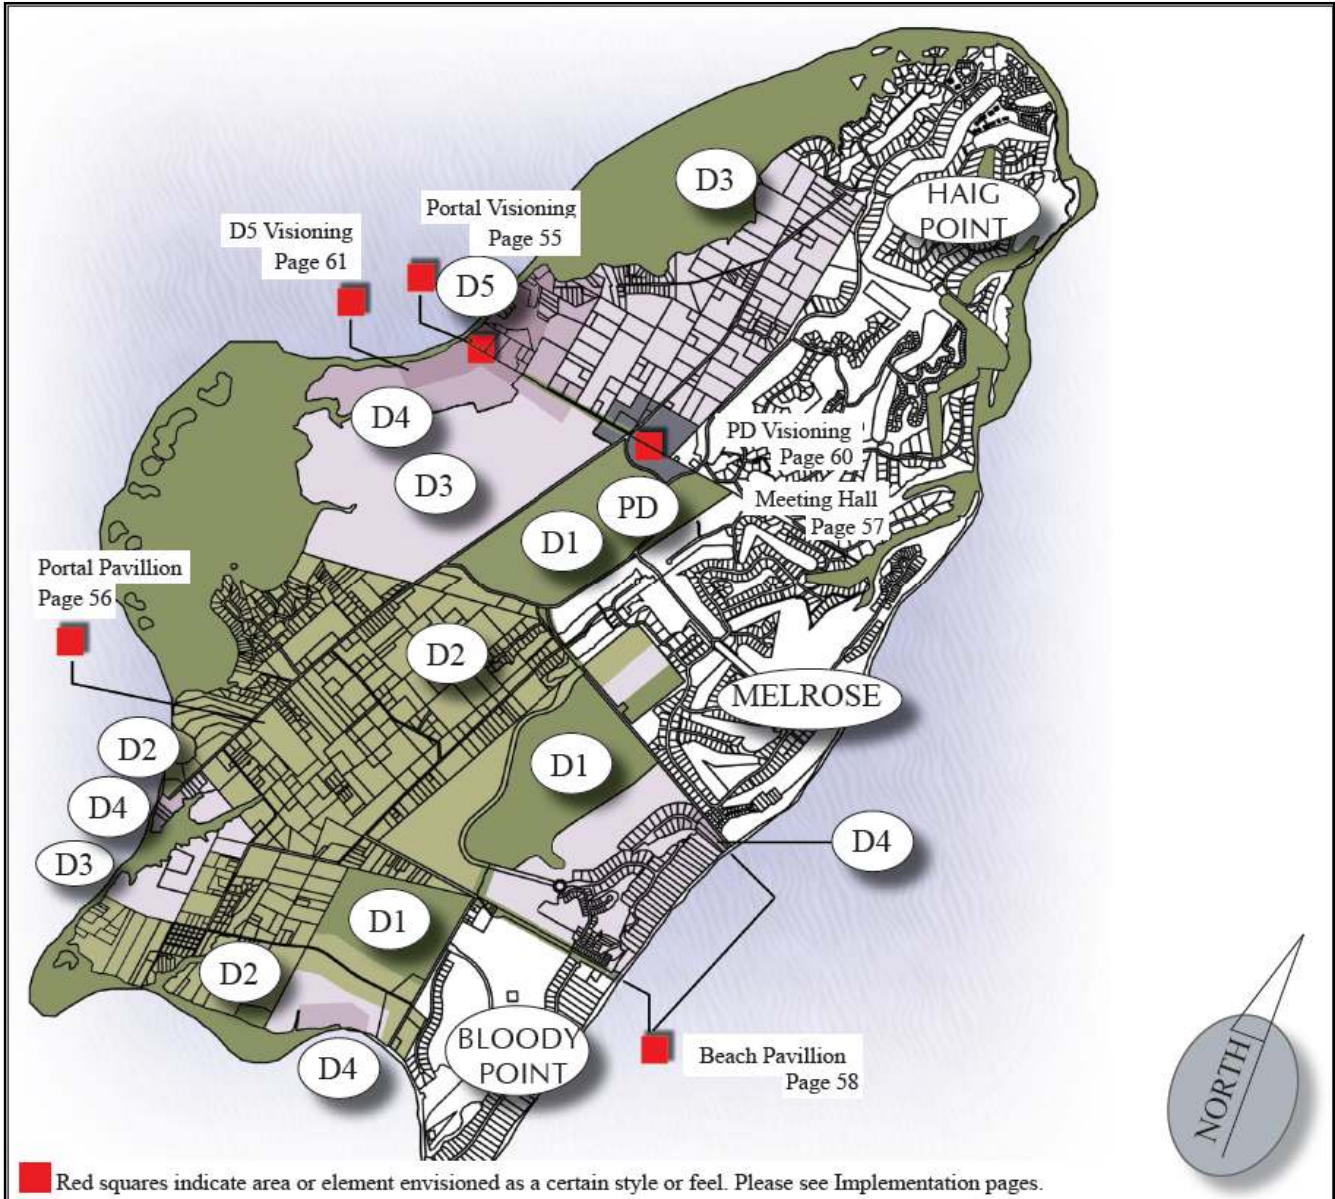 D3
HAIG
POINT
Portal Visioning
Page 55
D5 Visioning
Page 61
D5
D4
D3
PD Visioning
Page 60
Meeting Hall
Page 57
PD
D1
Portal Pavillion
Page 56
D2
MELROSE
D2
D1
D4
D4
D3
D1
D2
BLOODY
POINT
D4
Beach Pavillion
Page 58
NORTH
Red squares indicate area or element envisioned as a certain style or feel. Please see Implementation pages.